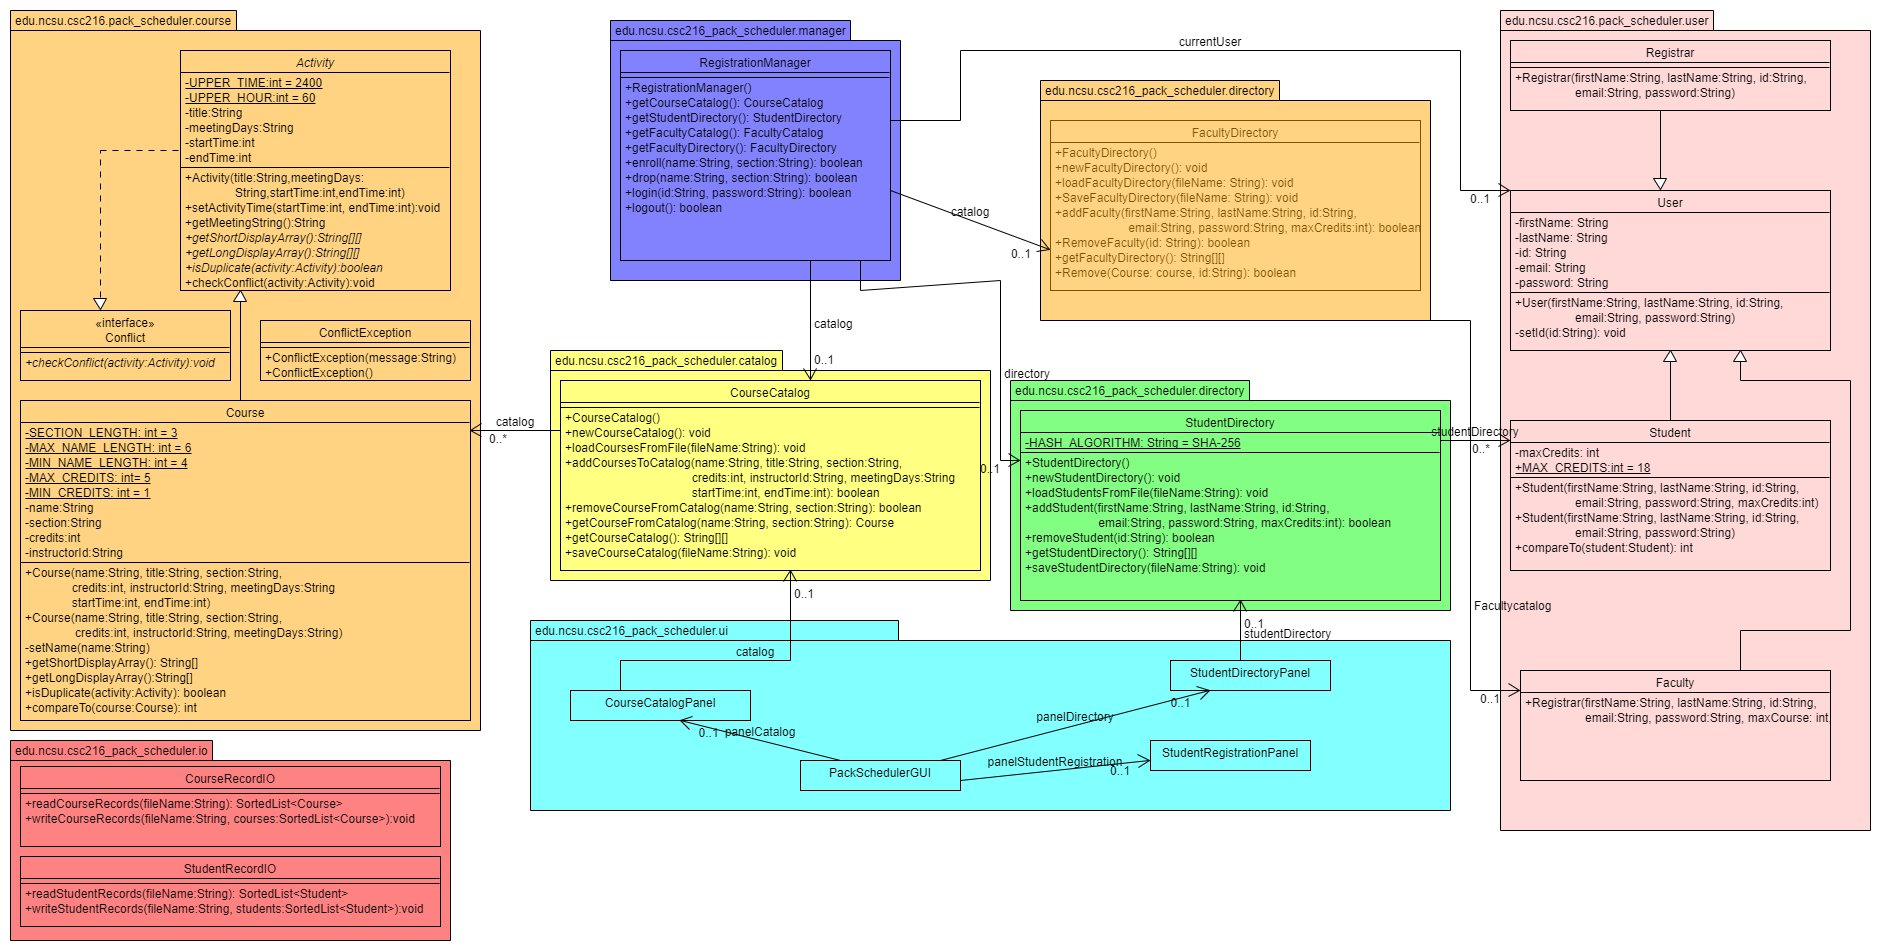 edu.ncsu.csc216.pack_scheduler.course
Activity
-UPPER_TIME:int = 2400
-UPPER_HOUR:int = 60
-title:String
-meetingDays:String
-startTime:int
-endTime:int
+Activity(title:String,meetingDays:
String,startTime:int,endTime:int)
+setActivityTime(startTime:int, endTime:int):void
+getMeetingString():String
+getShortDisplayArray():String[][]
+getLongDisplayArray():String[][]
+isDuplicate(activity:Activity):boolean
+checkConflict(activity:Activity):void
«interface»
Conflict
+checkConflict(activity:Activity):void
ConflictException
+ConflictException(message:String)
+ConflictException()
Course
-SECTION_LENGTH: int = 3
-MAX_NAME_LENGTH: int = 6
-MIN_NAME_LENGTH: int = 4
-MAX_CREDITS: int= 5
-MIN_CREDITS: int= 1
-name:String
-section:String
-credits:int
-instructorId:String
+Course(name:String, title:String, section:String,
credits:int, instructorId:String, meetingDays:String
startTime:int, endTime:int)
+Course(name:String, title:String, section:String,
credits:int, instructorId:String, meetingDays:String)
-setName(name:String)
+getShortDisplayArray(): String[]
+getLongDisplayArray():String[]
+isDuplicate(activity:Activity): boolean
+compareTo(course:Course): int
edu.ncsu.csc216_pack_scheduler.io
CourseRecordIO
+readCourseRecords(fileName:String): SortedList<Course>
+writeCourseRecords(fileName:String, courses:SortedList<Course>):void
StudentRecordIO
+readStudentRecords(fileName:String): SortedList<Student>
+writeStudentRecords(fileName:String, students:SortedList<Student>):void
edu.ncsu.csc216_pack_scheduler.manager
RegistrationManager
+RegistrationManager()
+getCourseCatalog(): CourseCatalog
+getStudentDirectory(): StudentDirectory
+getFacultyCatalog(): FacultyCatalog
+getFacultyDirectory(): FacultyDirectory
+enroll(name:String, section:String): boolean
+drop(name:String, section:String): boolean
+login(id:String, password:String): boolean
+logout(): boolean
currentUser
0..1
catalog
0..1
catalog
0..1
directory
0..1
edu.ncsu.csc216_pack_scheduler.directory
FacultyDirectory
+FacultyDirectory()
+newFacultyDirectory(): void
+loadFacultyDirectory(fileName: String): void
+SaveFacultyDirectory(fileName: String): void
+addFaculty(firstName:String, lastName:String, id:String,
email:String, password:String, maxCredits:int): boolean
+RemoveFaculty(id: String): boolean
+getFacultyDirectory(): String[][]
+Remove(Course: course, id:String): boolean
edu.ncsu.csc216_pack_scheduler.catalog
CourseCatalog
+CourseCatalog()
+newCourseCatalog(): void
+loadCoursesFromFile(fileName:String): void
+addCoursesToCatalog(name:String, title:String, section:String,
credits:int, instructorId:String, meetingDays:String
startTime:int, endTime:int): boolean
+removeCourseFromCatalog(name:String, section:String): boolean
+getCourseFromCatalog(name:String, section:String): Course
+getCourseCatalog(): String[][]
+saveCourseCatalog(fileName:String): void
catalog
0..*
edu.ncsu.csc216_pack_scheduler.directory
StudentDirectory
-HASH_ALGORITHM: String = SHA-256
+StudentDirectory()
+newStudentDirectory(): void
+loadStudentsFromFile(fileName:String): void
+addStudent(firstName:String, lastName:String, id:String,
email:String, password:String, maxCredits:int): boolean
+removeStudent(id:String): boolean
+getStudentDirectory(): String[][]
+saveStudentDirectory(fileName:String): void
studentDirectory
0..*
Facultycatalog
0..1
edu.ncsu.csc216_pack_scheduler.ui
catalog
0..1
CourseCatalogPanel
0..1
studentDirectory
StudentDirectoryPanel
PackSchedulerGUI
0..1
panelCatalog
panelDirectory
0..1
panelStudentRegistration
0..1
StudentRegistrationPanel
edu.ncsu.csc216.pack_scheduler.user
Registrar
+Registrar(firstName:String, lastName:String, id:String,
email:String, password:String)
User
-firstName: String
-lastName: String
-id: String
-email: String
-password: String
+User(firstName:String, lastName:String, id:String,
email:String, password:String)
-setId(id:String): void
Student
-maxCredits: int
+MAX_CREDITS:int = 18
+Student(firstName:String, lastName:String, id:String,
email:String, password:String, maxCredits:int)
+Student(firstName:String, lastName:String, id:String,
email:String, password:String)
+compareTo(student:Student): int
Faculty
+Registrar(firstName:String, lastName:String, id:String,
email:String, password:String, maxCourse: int,